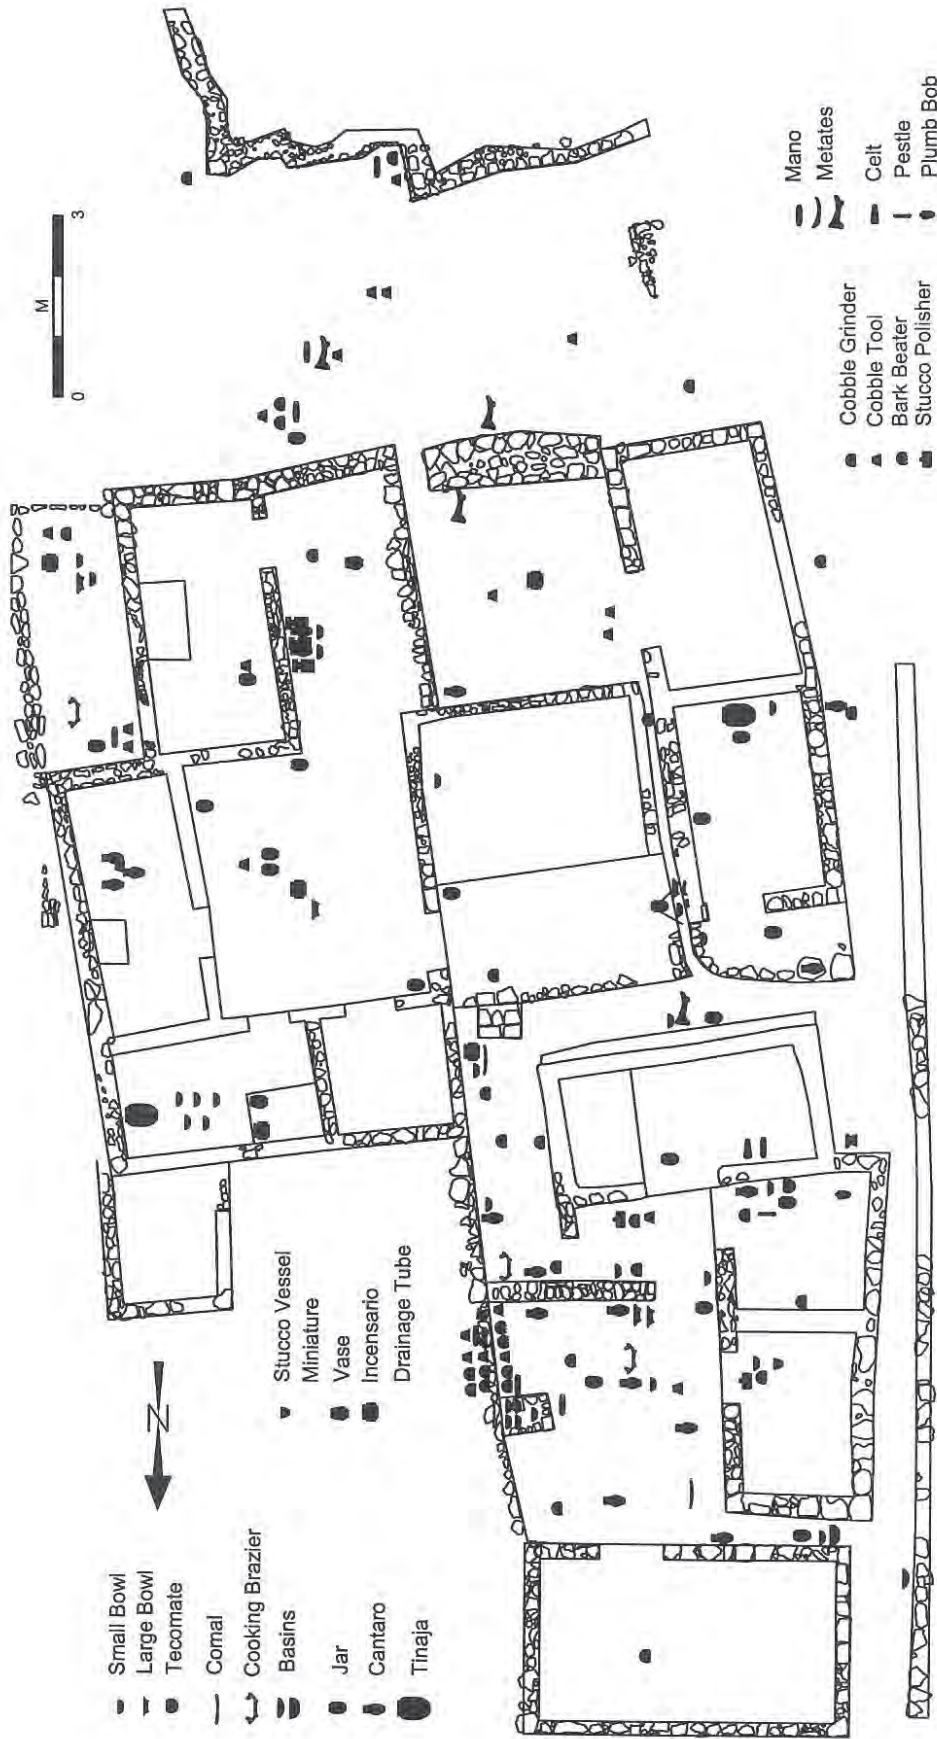 M
0 3
N
Small Bowl
Large Bowl
Tecomate
Comal
Cooking Brazier
Basins
Jar
Cantaro
Tinaja
Stucco Vessel
Miniature
Vase
Incensario
Drainage Tube
Cobble Grinder
Cobble Tool
Bark Beater
Stucco Polisher
Mano
Metates
Celt
Pestle
Plumb Bob